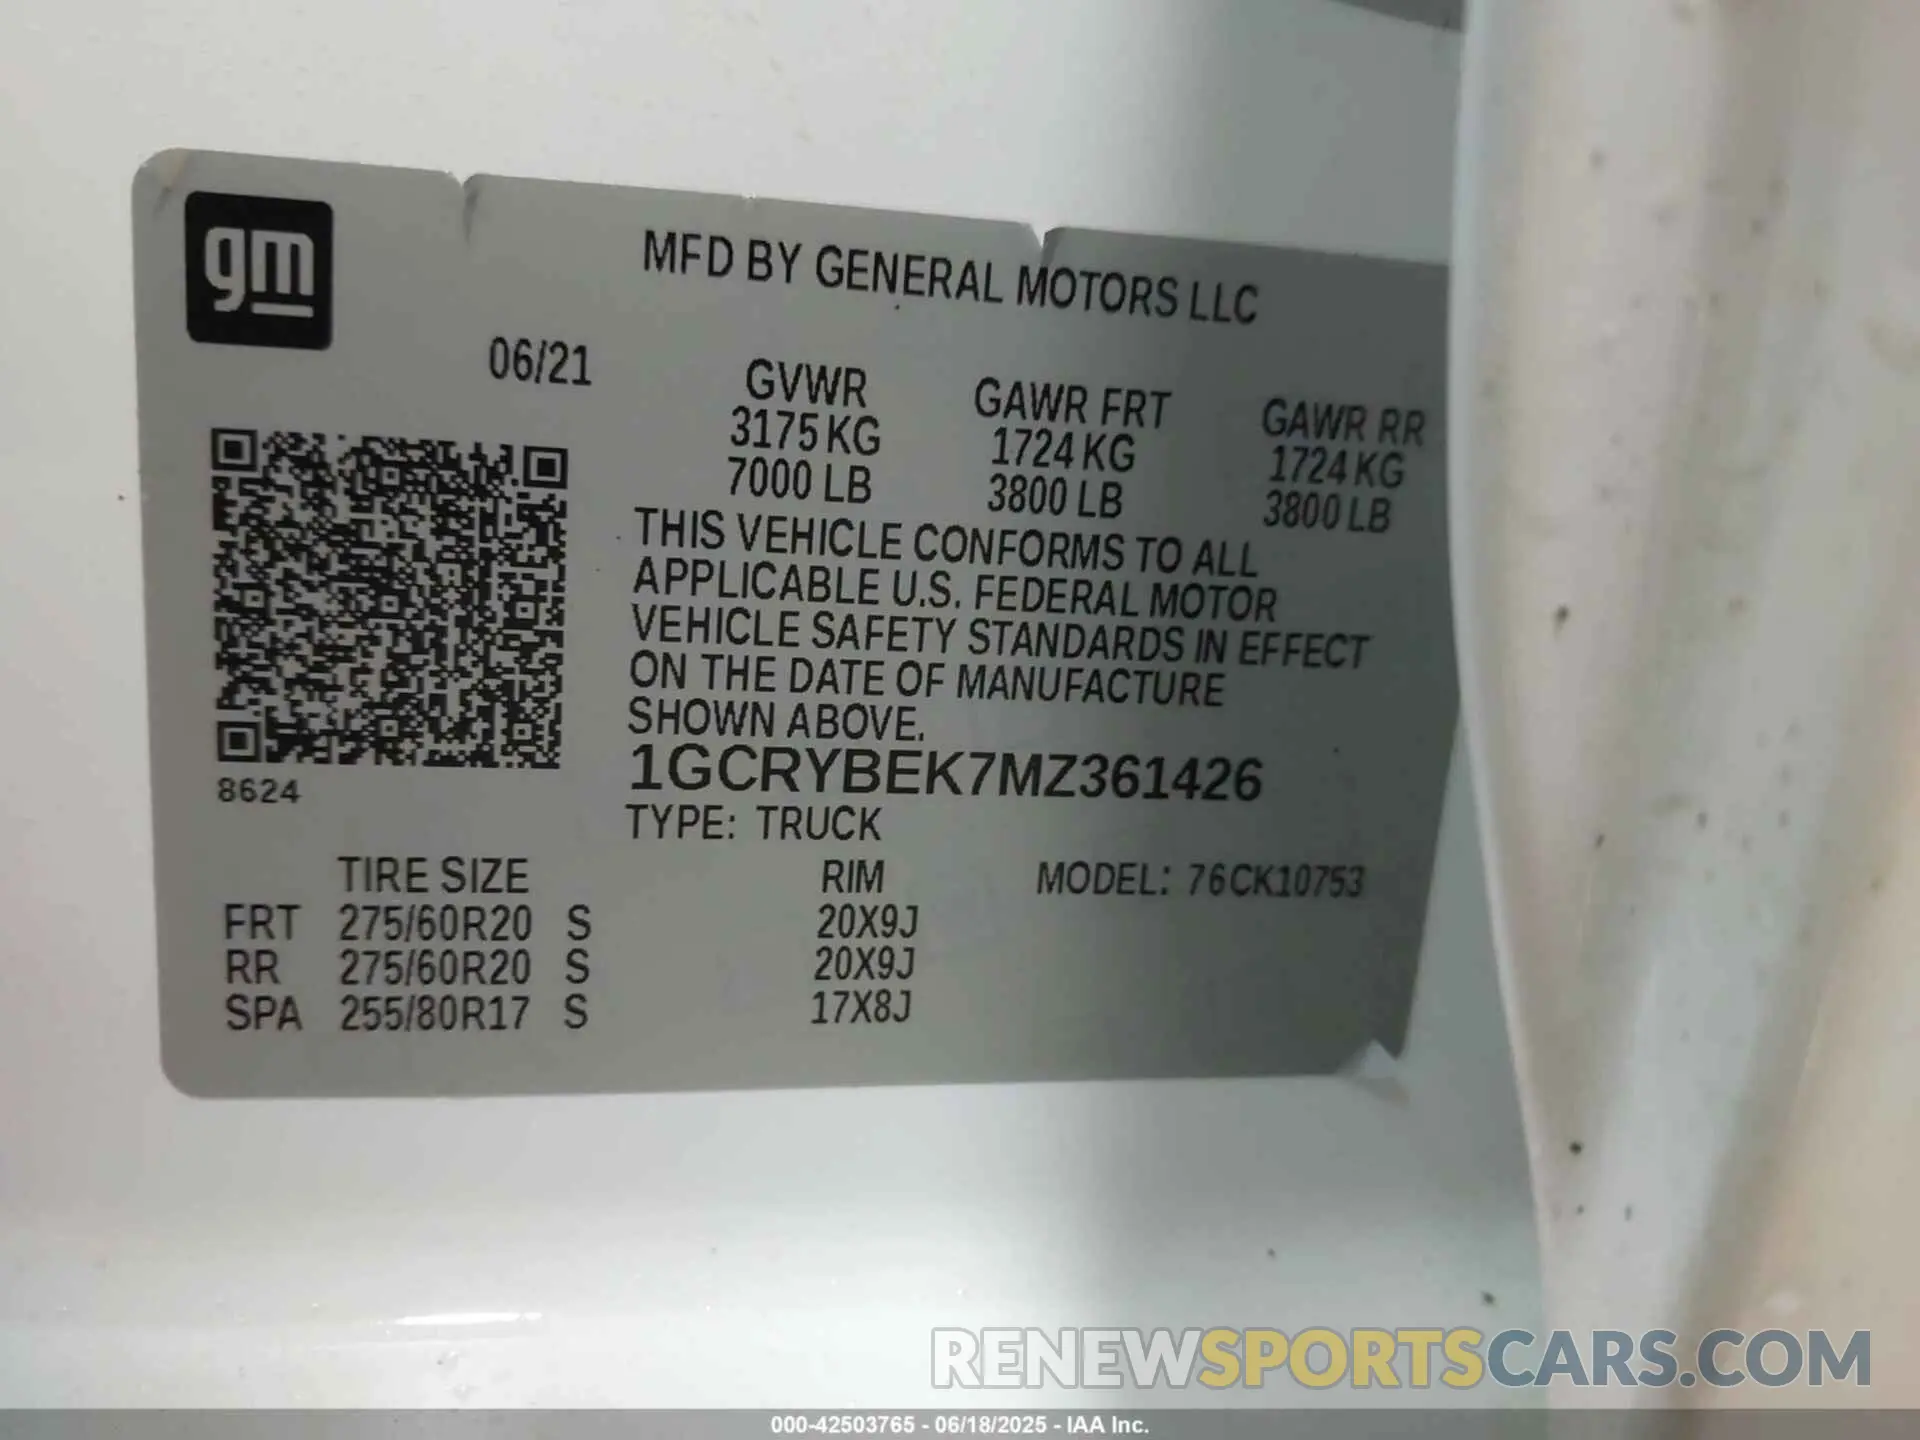 gm
MFD BY GENERAL MOTORS LLC
06/21
GVWR GAWR FRT GAWR RR
3175 KG 1724 KG 1724 KG
7000 LB 3800 LB 3800 LB
THIS VEHICLE CONFORMS TO ALL
APPLICABLE U.S. FEDERAL MOTOR
VEHICLE SAFETY STANDARDS IN EFFECT
ON THE DATE OF MANUFACTURE
SHOWN ABOVE.
1GCRYBEK7MZ361426
8624
TYPE: TRUCK
TIRE SIZE RIM MODEL: 76CK10753
FRT 275/60R20 S 20X9J
RR 275/60R20 S 20X9J
SPA 255/80R17 S 17X8J
RENEWSPORTSCARS.COM
000-42503765 - 06/18/2025 - IAA Inc.